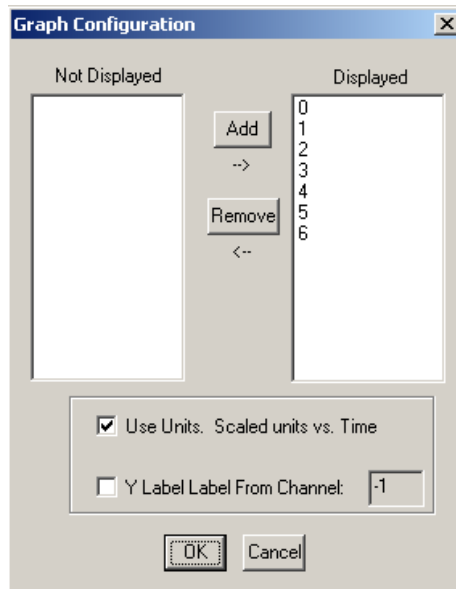 Graph Configuration
Not Displayed
Displayed
Add
-->
Remove
<--
0
1
2
3
4
5
6
Use Units. Scaled units vs. Time
Y Label Label From Channel: -1
OK Cancel